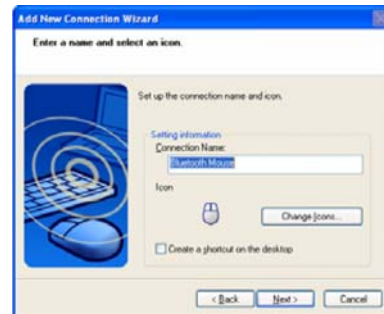 Add New Connection Wizard
Enter a name and select an icon.
Set up the connection name and icon.
Setting information
Connection Name:
Bluetooth Mouse
Icon
Change Icons...
Create a shortcut on the desktop
< Back Next > Cancel